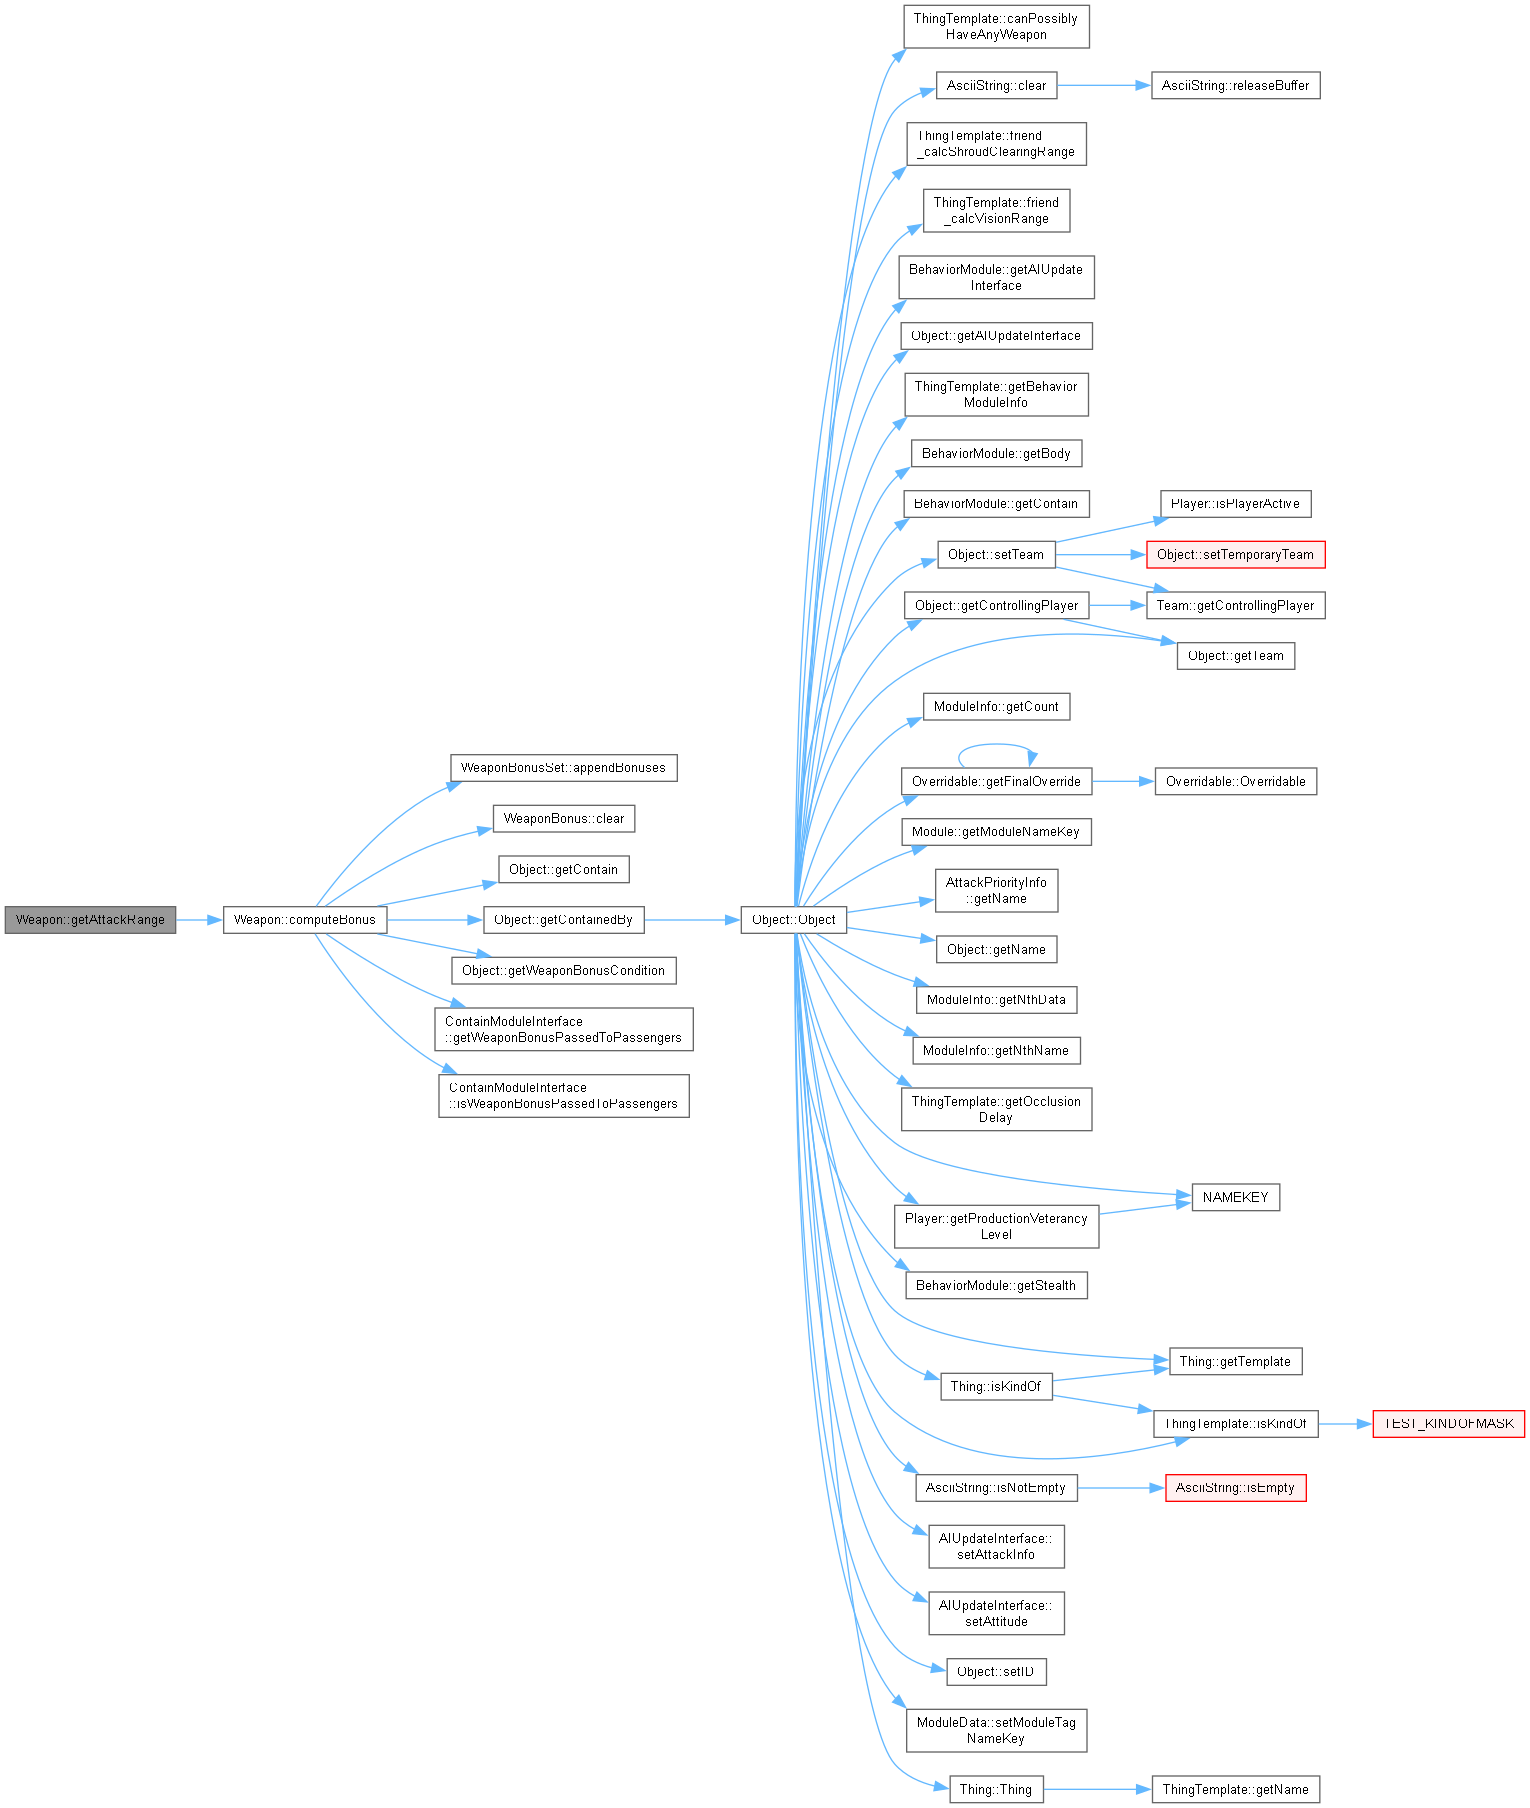 ThingTemplate::canPossibly
HaveAnyWeapon
AsciiString::clear
AsciiString::releaseBuffer
ThingTemplate::friend
_calcShroudClearingRange
ThingTemplate::friend
_calcVisionRange
BehaviorModule::getAIUpdate
Interface
Object::getAIUpdateInterface
ThingTemplate::getBehavior
ModuleInfo
BehaviorModule::getBody
BehaviorModule::getContain
Player::isPlayerActive
Object::setTeam
Object::setTemporaryTeam
Object::getControllingPlayer
Team::getControllingPlayer
Object::getTeam
ModuleInfo::getCount
WeaponBonusSet::appendBonuses
Overridable::getFinalOverride
Overridable::Overridable
WeaponBonus::clear
Module::getModuleNameKey
Object::getContain
AttackPriorityInfo
::getName
Weapon::getAttackRange
Weapon::computeBonus
Object::getContainedBy
Object::Object
Object::getName
Object::getWeaponBonusCondition
ModuleInfo::getNthData
ContainModuleInterface
::getWeaponBonusPassedToPassengers
ModuleInfo::getNthName
ContainModuleInterface
::isWeaponBonusPassedToPassengers
ThingTemplate::getOcclusion
Delay
NAMEKEY
Player::getProductionVeterancy
Level
BehaviorModule::getStealth
Thing::getTemplate
Thing::isKindOf
ThingTemplate::isKindOf
TEST_KINDOFMASK
AsciiString::isNotEmpty
AsciiString::isEmpty
AIUpdateInterface::
setAttackInfo
AIUpdateInterface::
setAttitude
Object::setID
ModuleData::setModuleTag
NameKey
Thing::Thing
ThingTemplate::getName